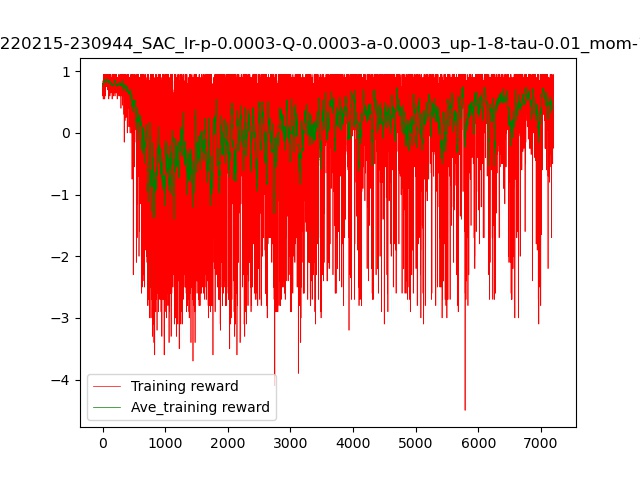 220215-230944_SAC_lr-p-0.0003-Q-0.0003-a-0.0003_up-1-8-tau-0.01_mom-
1
0
−1
−2
−3
−4
Training reward
Ave_training reward
0 1000 2000 3000 4000 5000 6000 7000